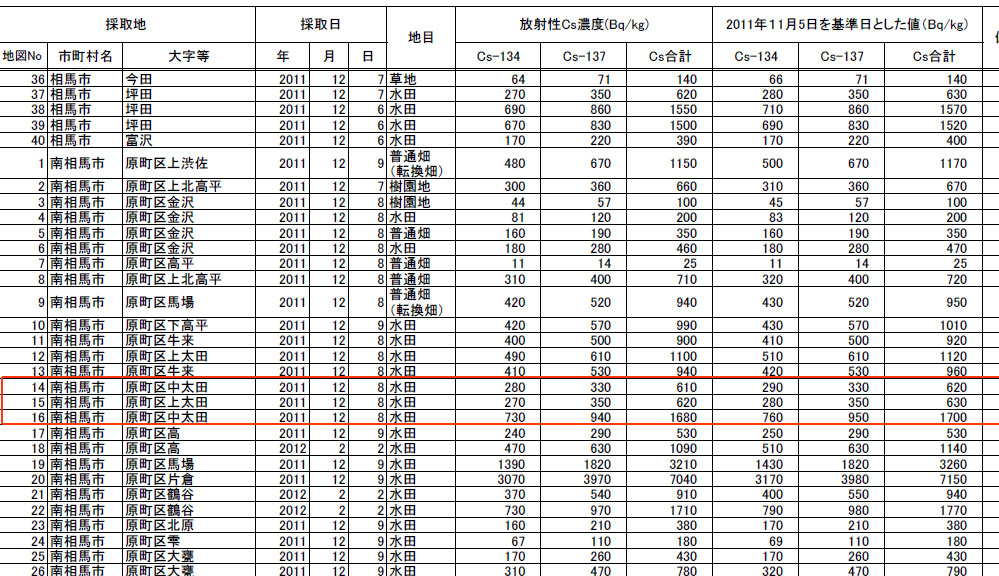 採取地 採取日 地目 放射性Cs濃度(Bq/kg) 2011年11月5日を基準日とした値(Bq/kg)
地図No 市町村名 大字等 年 月 日 Cs-134 Cs-137 Cs合計 Cs-134 Cs-137 Cs合計
36 相馬市 今田 2011 12 7 草地 64 71 140 66 71 140
37 相馬市 坪田 2011 12 7 水田 270 350 620 280 350 630
38 相馬市 坪田 2011 12 6 水田 690 860 1550 710 860 1570
39 相馬市 坪田 2011 12 6 水田 670 830 1500 690 830 1520
40 相馬市 富沢 2011 12 6 水田 170 220 390 170 220 400
1 南相馬市 原町区上渋佐 2011 12 9 普通畑(転換畑) 480 670 1150 500 670 1170
2 南相馬市 原町区上北高平 2011 12 7 樹園地 300 360 660 310 360 670
3 南相馬市 原町区金沢 2011 12 8 樹園地 44 57 100 45 57 100
4 南相馬市 原町区金沢 2011 12 8 水田 81 120 200 83 120 200
5 南相馬市 原町区金沢 2011 12 8 普通畑 160 190 350 160 190 350
6 南相馬市 原町区金沢 2011 12 8 水田 180 280 460 180 280 470
7 南相馬市 原町区高平 2011 12 8 普通畑 11 14 25 11 14 25
8 南相馬市 原町区上北高平 2011 12 8 普通畑 310 400 710 320 400 720
9 南相馬市 原町区馬場 2011 12 8 普通畑(転換畑) 420 520 940 430 520 950
10 南相馬市 原町区下高平 2011 12 9 水田 420 570 990 430 570 1010
11 南相馬市 原町区牛来 2011 12 8 水田 400 500 900 410 500 920
12 南相馬市 原町区上太田 2011 12 8 水田 490 610 1100 510 610 1120
13 南相馬市 原町区牛来 2011 12 8 水田 410 530 940 420 530 960
14 南相馬市 原町区中太田 2011 12 8 水田 280 330 610 290 330 620
15 南相馬市 原町区上太田 2011 12 8 水田 270 350 620 280 350 630
16 南相馬市 原町区中太田 2011 12 8 水田 730 940 1680 760 950 1700
17 南相馬市 原町区高 2011 12 9 水田 240 290 530 250 290 530
18 南相馬市 原町区高 2012 2 2 水田 470 630 1090 510 630 1140
19 南相馬市 原町区馬場 2011 12 9 水田 1390 1820 3210 1430 1820 3260
20 南相馬市 原町区片倉 2011 12 9 水田 3070 3970 7040 3170 3980 7150
21 南相馬市 原町区鶴谷 2012 2 2 水田 370 540 910 400 550 940
22 南相馬市 原町区鶴谷 2012 2 2 水田 730 970 1710 790 980 1770
23 南相馬市 原町区北原 2011 12 9 水田 160 210 380 170 210 380
24 南相馬市 原町区雫 2011 12 9 水田 67 110 180 69 110 180
25 南相馬市 原町区大甕 2011 12 9 水田 170 260 430 170 260 430
26 南相馬市 原町区大甕 2011 12 9 水田 310 470 780 320 470 790